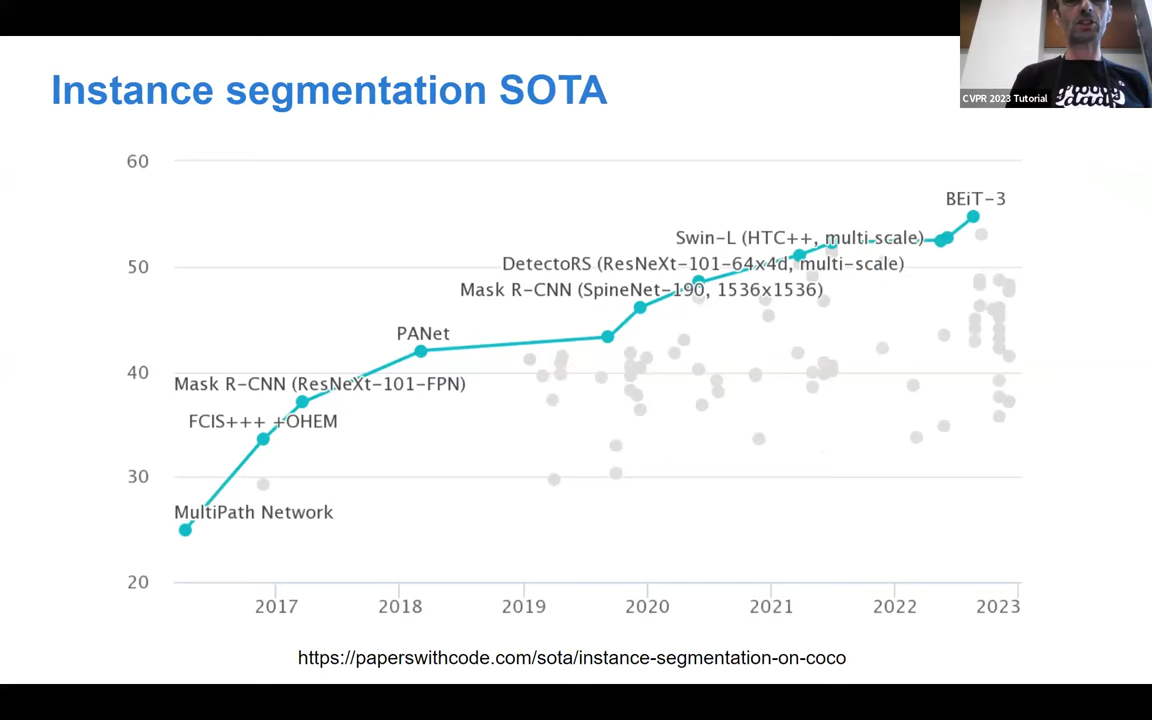 Instance segmentation SOTA
CVPR 2023 Tutorial
60
BEiT-3
Swin-L (HTC++, multi scale)
50
DetectoRS (ResNeXt-101-64x4d, multi-scale)
Mask R-CNN (SpineNet-190, 1536x1536)
PANet
40
Mask R-CNN (ResNeXt-101-FPN)
FCIS+++ +OHEM
30
MultiPath Network
20
2017 2018 2019 2020 2021 2022 2023
https://paperswithcode.com/sota/instance-segmentation-on-coco